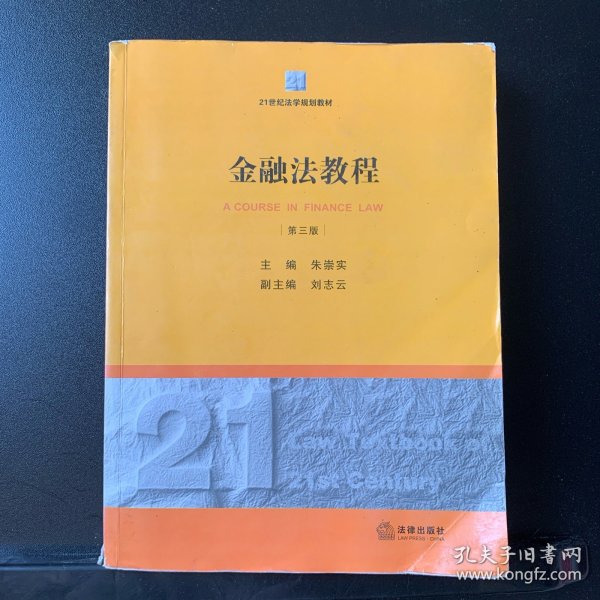 21
21世纪法学规划教材
金融法教程
A COURSE IN FINANCE LAW
第三版
主 编 朱崇实
副主编 刘志云
21
Law Textbook of
21st Century
法律出版社
LAW PRESS · CHINA
孔夫子旧书网
www.kongfz.com